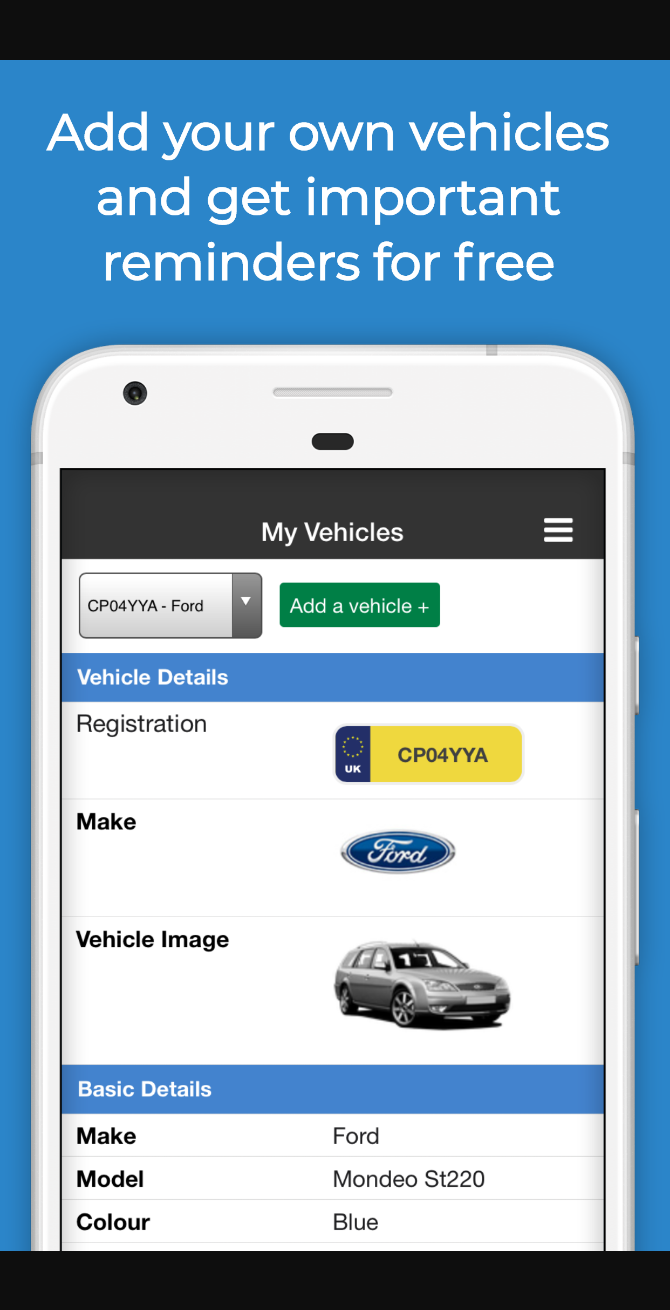 Add your own vehicles
and get important
reminders for free
My Vehicles
CP04YYA - Ford
Add a vehicle +
Vehicle Details
Registration
UK
CP04YYA
Make
Ford
Vehicle Image
Basic Details
Make Ford
Model Mondeo St220
Colour Blue